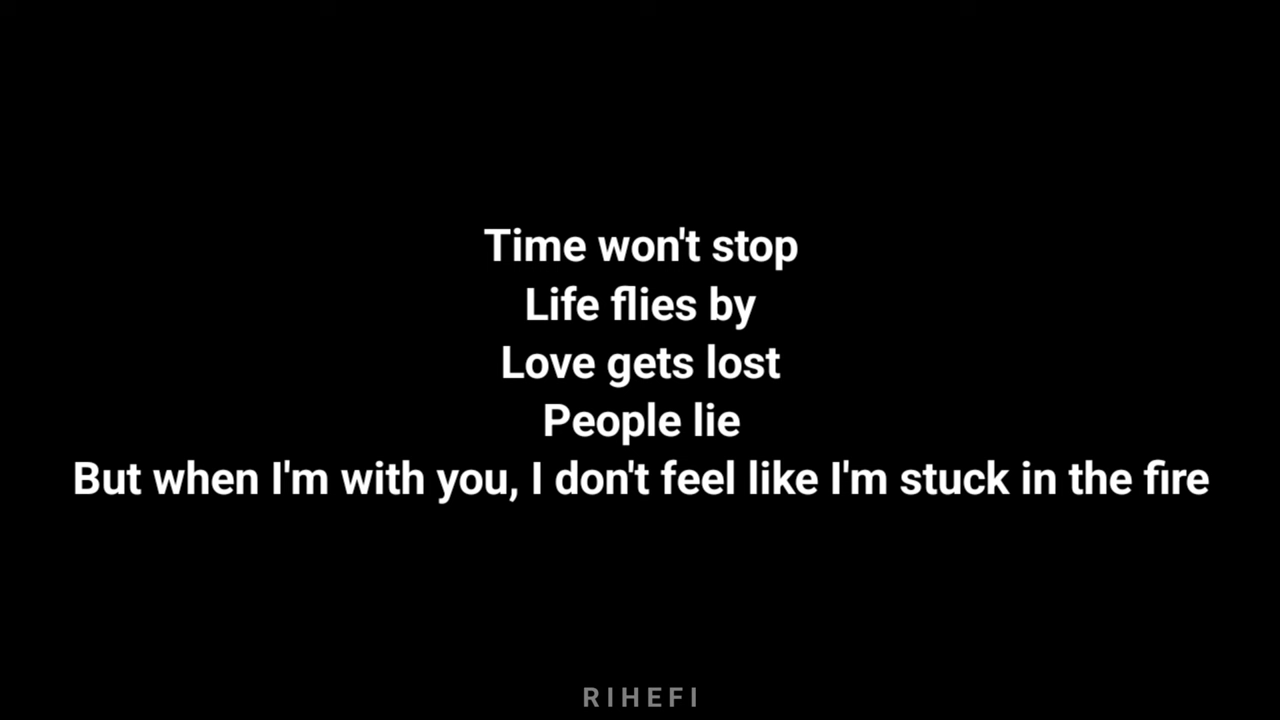 Time won't stop
Life flies by
Love gets lost
People lie
But when I'm with you, I don't feel like I'm stuck in the fire
RIHEFI